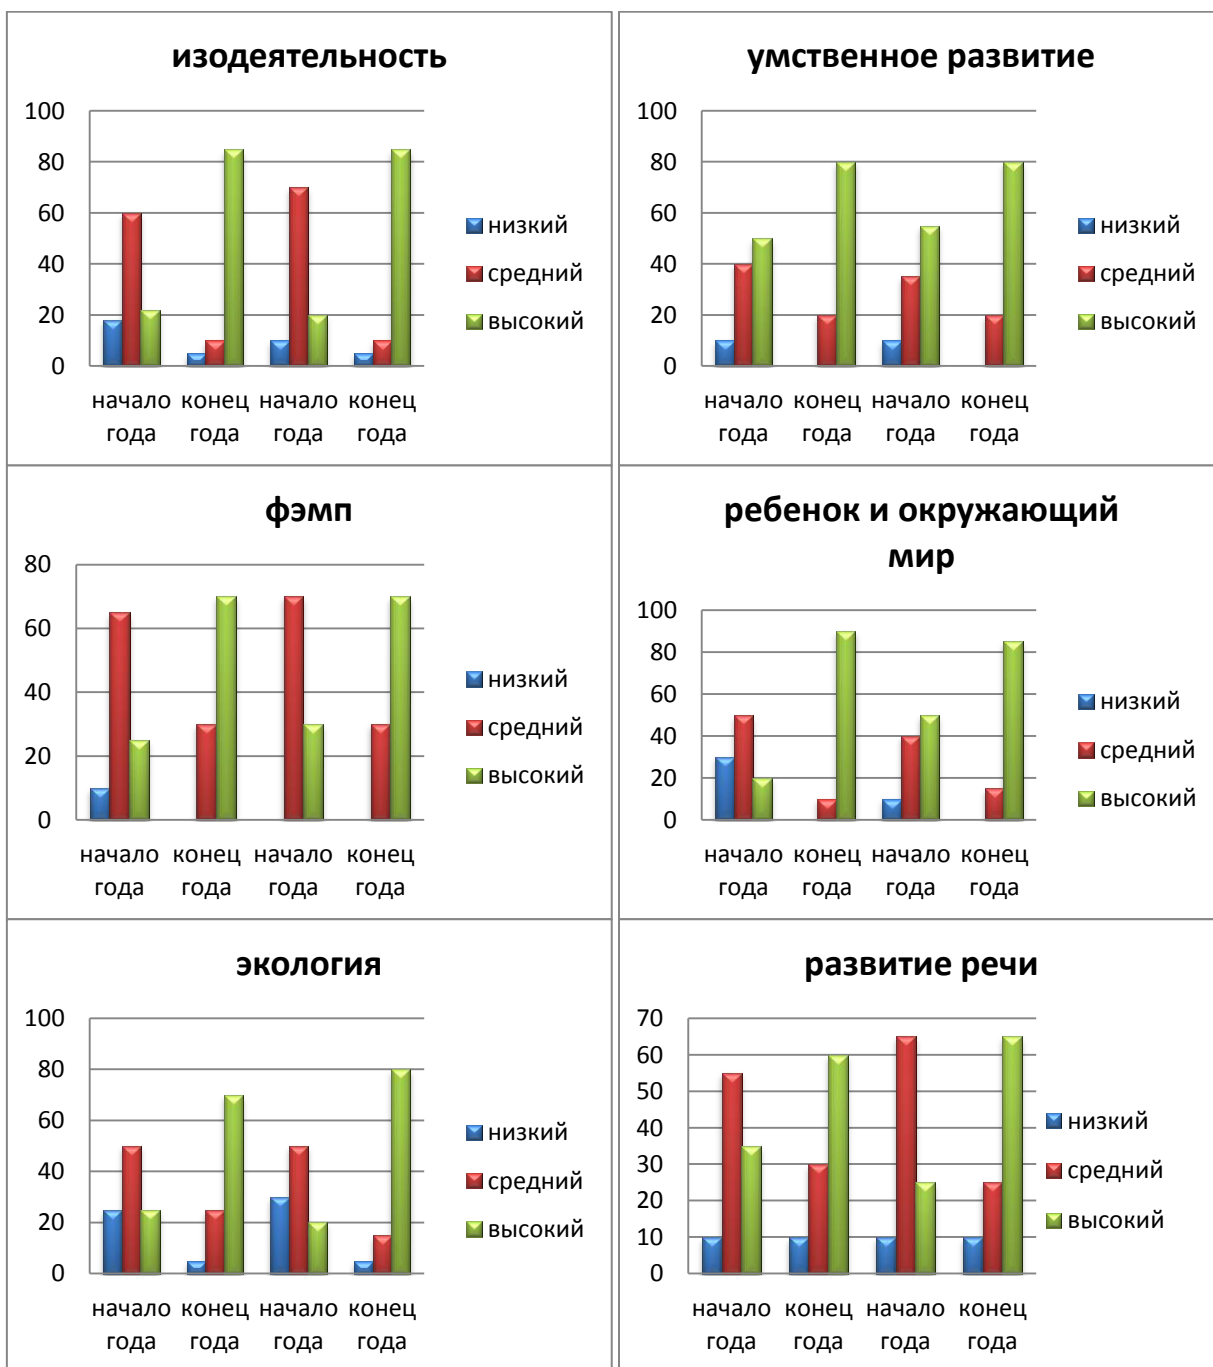 изодеятельность
100
80
60
40
20
0
начало конец начало конец
года года года года
низкий
средний
высокий
умственное развитие
100
80
60
40
20
0
начало конец начало конец
года года года года
низкий
средний
высокий
фэмп
80
60
40
20
0
начало конец начало конец
года года года года
низкий
средний
высокий
ребенок и окружающий
мир
100
80
60
40
20
0
начало конец начало конец
года года года года
низкий
средний
высокий
экология
100
80
60
40
20
0
начало конец начало конец
года года года года
низкий
средний
высокий
развитие речи
70
60
50
40
30
20
10
0
начало конец начало конец
года года года года
низкий
средний
высокий